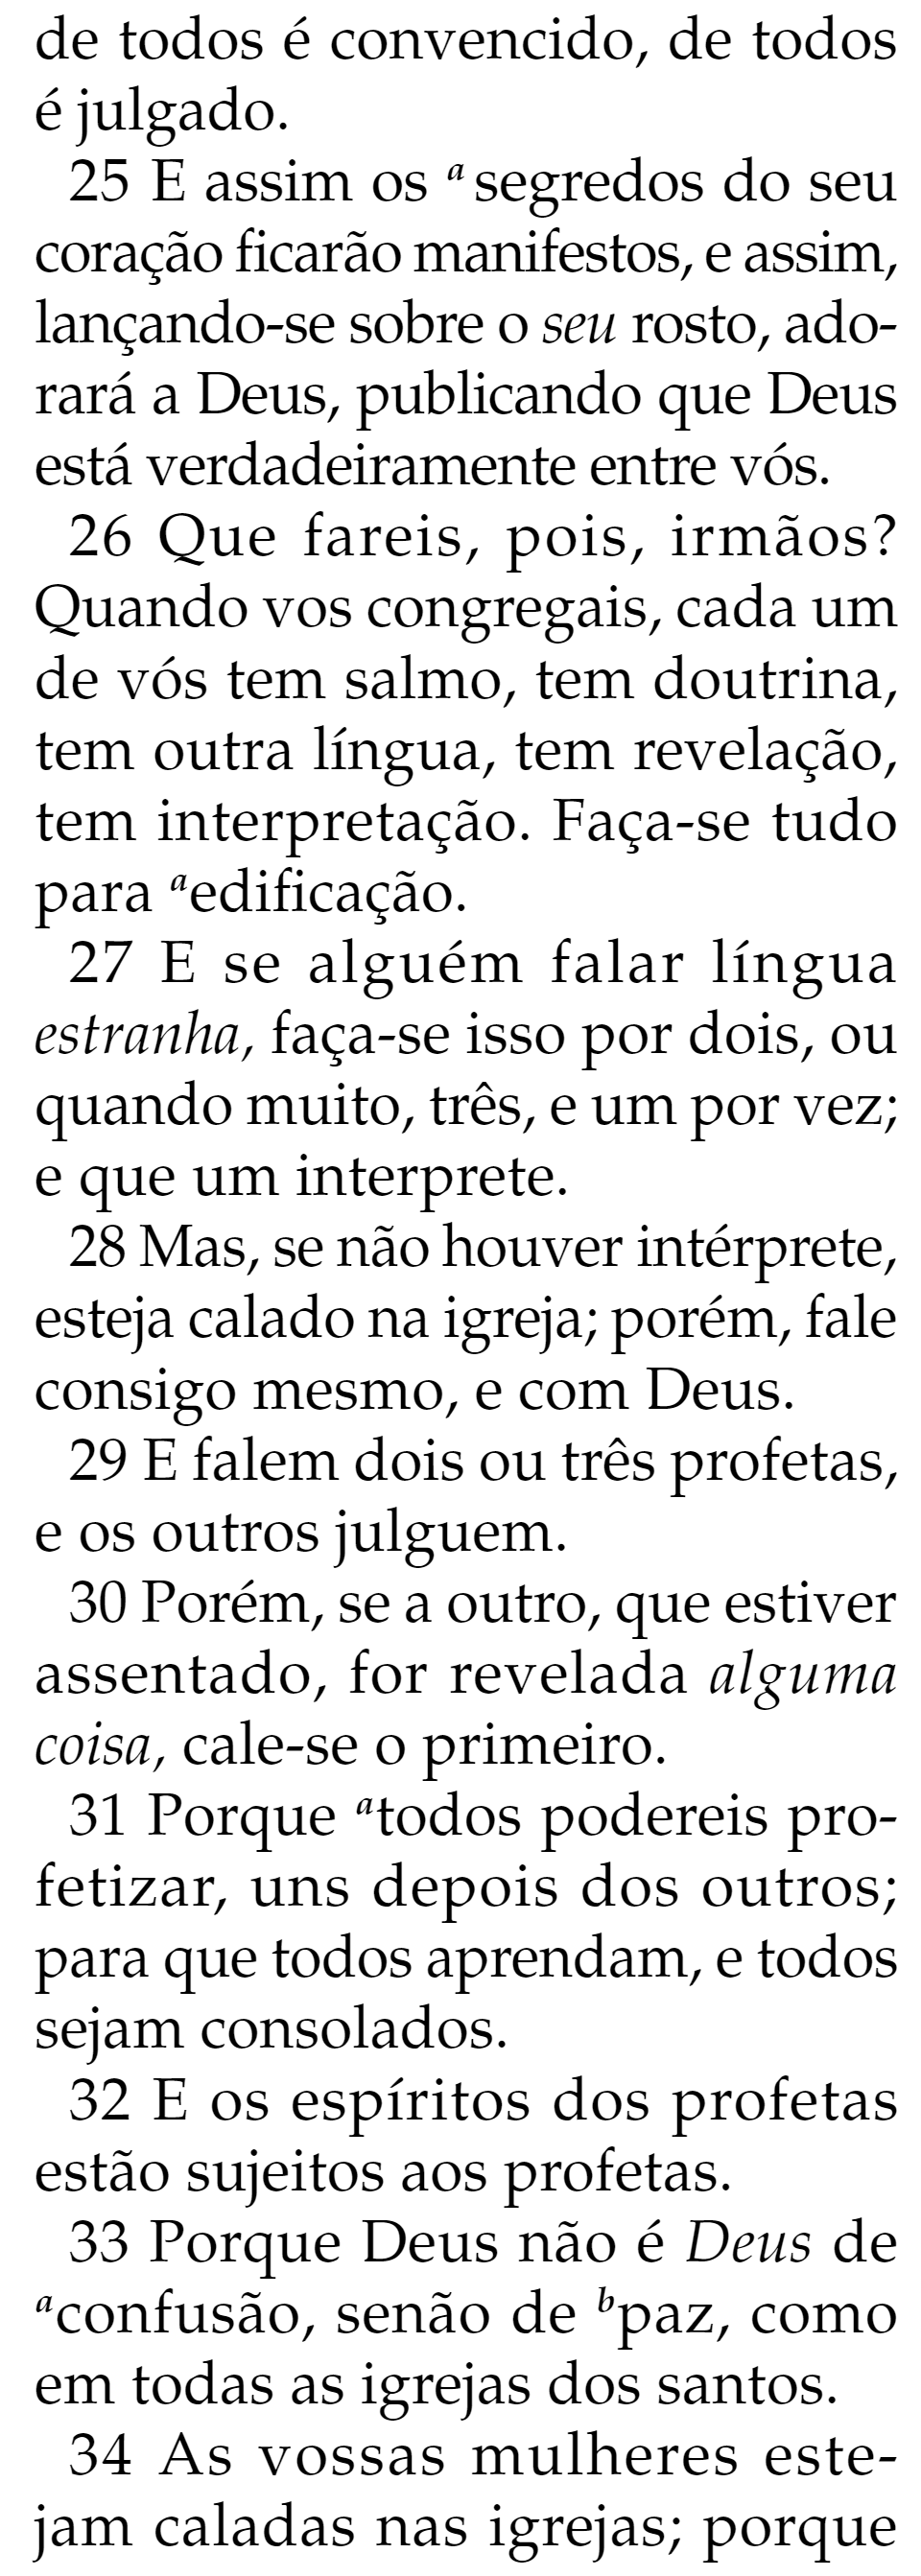 de todos é convencido, de todos
é julgado.
25 E assim os a segredos do seu
coração ficarão manifestos, e assim,
lançando-se sobre o seu rosto, ado-
rará a Deus, publicando que Deus
está verdadeiramente entre vós.
26 Que fareis, pois, irmãos?
Quando vos congregais, cada um
de vós tem salmo, tem doutrina,
tem outra língua, tem revelação,
tem interpretação. Faça-se tudo
para aedificação.
27 E se alguém falar língua
estranha, faça-se isso por dois, ou
quando muito, três, e um por vez;
e que um interprete.
28 Mas, se não houver intérprete,
esteja calado na igreja; porém, fale
consigo mesmo, e com Deus.
29 E falem dois ou três profetas,
e os outros julguem.
30 Porém, se a outro, que estiver
assentado, for revelada alguma
coisa, cale-se o primeiro.
31 Porque atodos podereis pro-
fetizar, uns depois dos outros;
para que todos aprendam, e todos
sejam consolados.
32 E os espíritos dos profetas
estão sujeitos aos profetas.
33 Porque Deus não é Deus de
aconfusão, senão de bpaz, como
em todas as igrejas dos santos.
34 As vossas mulheres este-
jam caladas nas igrejas; porque